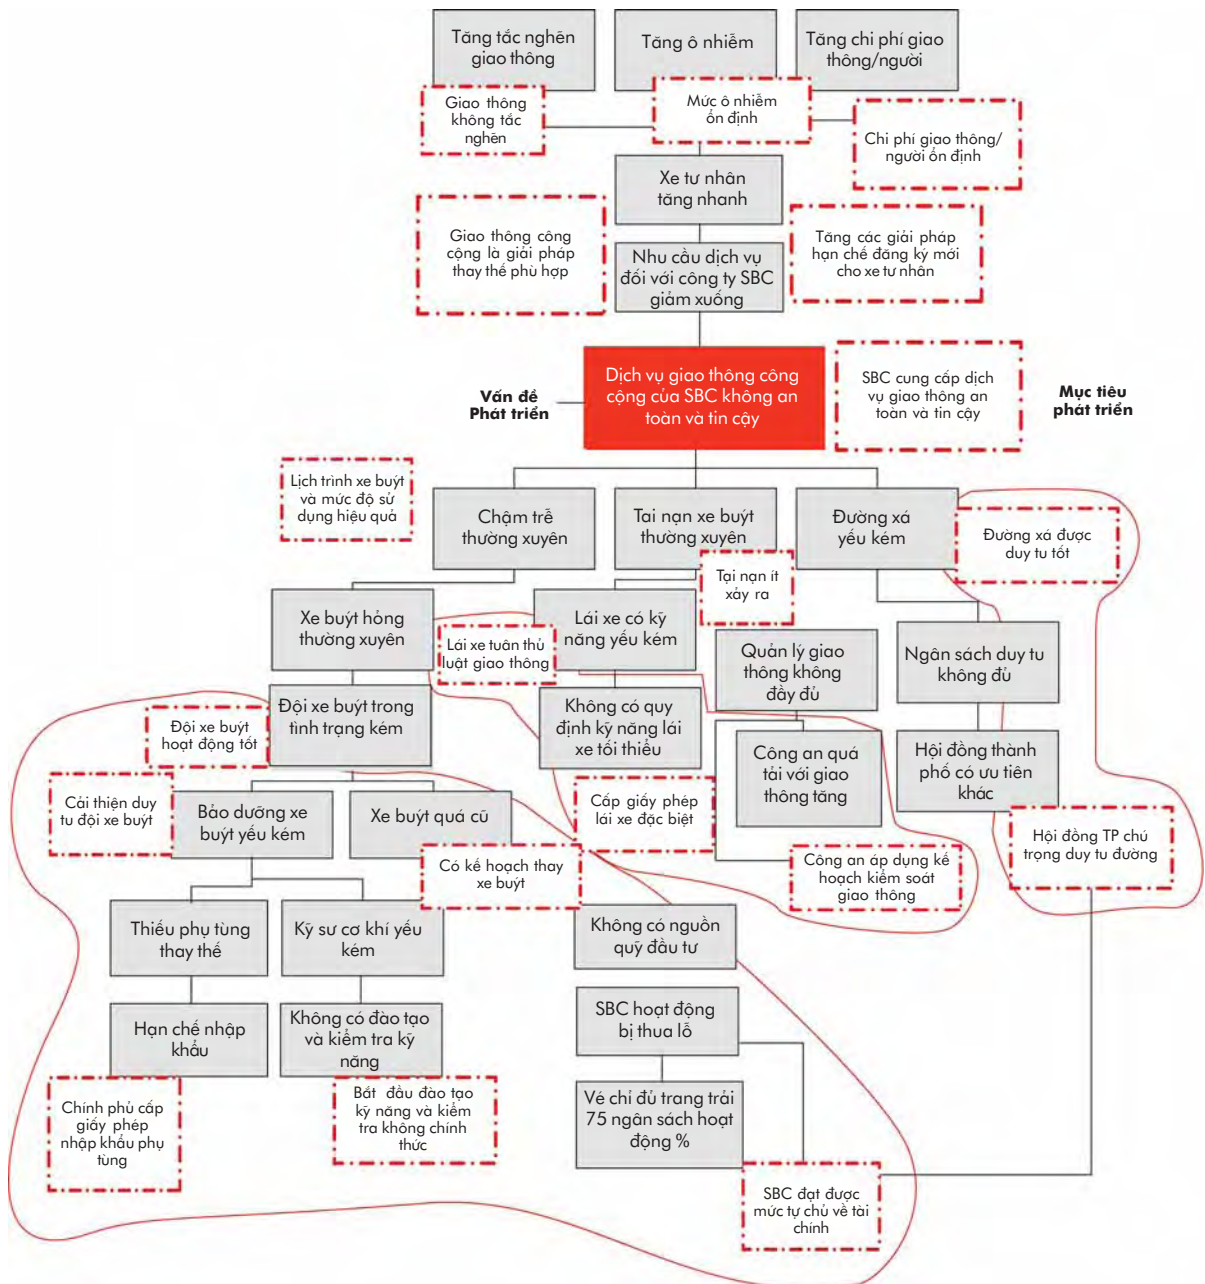 Tăng tắc nghẽn
giao thông
Tăng ô nhiễm
Tăng chi phí giao
thông/người
Giao thông
không tắc
nghẽn
Mức ô nhiễm
ổn định
Chi phí giao thông/
người ổn định
Xe tư nhân
tăng nhanh
Giao thông công
cộng là giải pháp
thay thế phù hợp
Nhu cầu dịch vụ
đối với công ty SBC
giảm xuống
Tăng các giải pháp
hạn chế đăng ký mới
cho xe tư nhân
Vấn đề
Phát triển
Dịch vụ giao thông công
cộng của SBC không an
toàn và tin cậy
SBC cung cấp dịch
vụ giao thông an
toàn và tin cậy
Mục tiêu
phát triển
Lịch trình xe buýt
và mức độ sử
dụng hiệu quả
Chậm trễ
thường xuyên
Tai nạn xe buýt
thường xuyên
Đường xá
yếu kém
Đường xá được
duy tu tốt
Tại nạn ít
xảy ra
Xe buýt hỏng
thường xuyên
Lái xe tuân thủ
luật giao thông
Lái xe có kỹ
năng yếu kém
Quản lý giao
thông không
đầy đủ
Ngân sách duy tu
không đủ
Đội xe buýt
hoạt động tốt
Đội xe buýt trong
tình trạng kém
Không có quy
định kỹ năng lái
xe tối thiểu
Công an quá
tải với giao
thông tăng
Hội đồng thành
phố có ưu tiên
khác
Cải thiện duy
tu đội xe buýt
Bảo dưỡng xe
buýt yếu kém
Xe buýt quá cũ
Cấp giấy phép
lái xe đặc biệt
Hội đồng TP chú
trọng duy tu đường
Có kế hoạch thay
xe buýt
Công an áp dụng kế
hoạch kiểm soát
giao thông
Thiếu phụ tùng
thay thế
Kỹ sư cơ khí yếu
kém
Không có nguồn
quỹ đầu tư
Hạn chế nhập
khẩu
Không có đào tạo
và kiểm tra kỹ
năng
SBC hoạt động
bị thua lỗ
Chính phủ cấp
giấy phép
nhập khẩu phụ
tùng
Bắt đầu đào tạo
kỹ năng và kiểm
tra không chính
thức
Vé chỉ đủ trang trải
75 ngân sách hoạt
động %
SBC đạt được
mức tự chủ về tài
chính